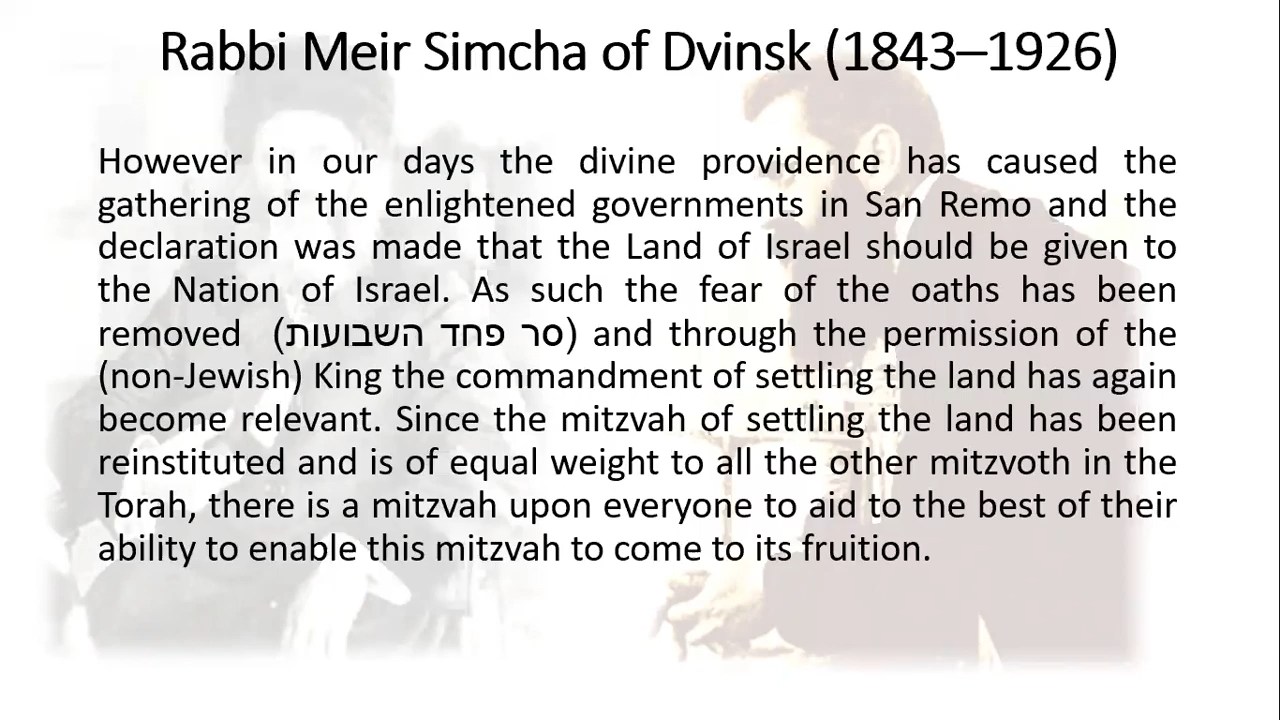 Rabbi Meir Simcha of Dvinsk (1843–1926)
However in our days the divine providence has caused the
gathering of the enlightened governments in San Remo and the
declaration was made that the Land of Israel should be given to
the Nation of Israel. As such the fear of the oaths has been
removed (סר פחד השבועות) and through the permission of the
(non-Jewish) King the commandment of settling the land has again
become relevant. Since the mitzvah of settling the land has been
reinstituted and is of equal weight to all the other mitzvoth in the
Torah, there is a mitzvah upon everyone to aid to the best of their
ability to enable this mitzvah to come to its fruition.